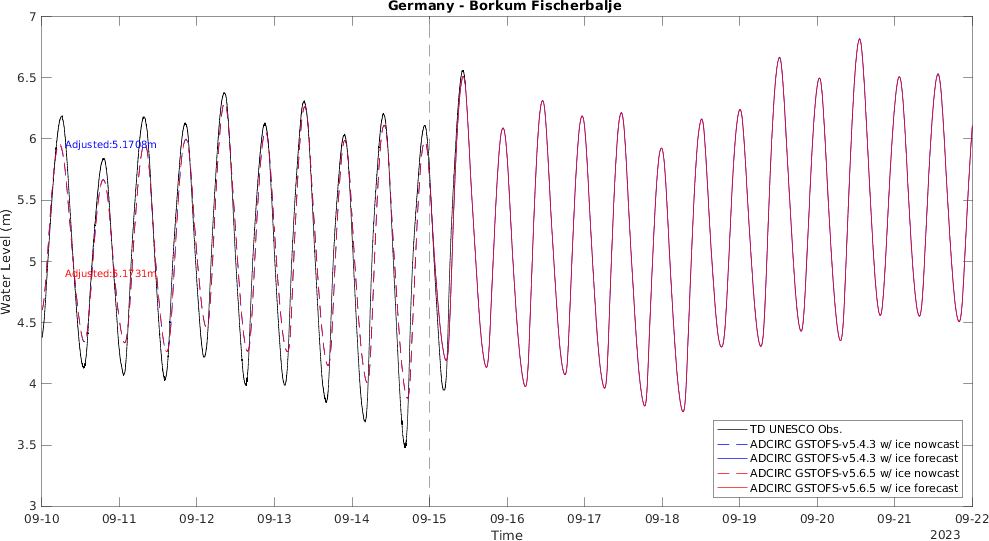 Germany - Borkum Fischerbalje
7
6.5
6
5.5
5
4.5
4
3.5
3
Water Level (m)
Adjusted:5.1708m
Adjusted:5.1731m
TD UNESCO Obs.
ADCIRC GSTOFS-v5.4.3 w/ ice nowcast
ADCIRC GSTOFS-v5.4.3 w/ ice forecast
ADCIRC GSTOFS-v5.6.5 w/ ice nowcast
ADCIRC GSTOFS-v5.6.5 w/ ice forecast
09-10 09-11 09-12 09-13 09-14 09-15 09-16 09-17 09-18 09-19 09-20 09-21 09-22
Time
2023